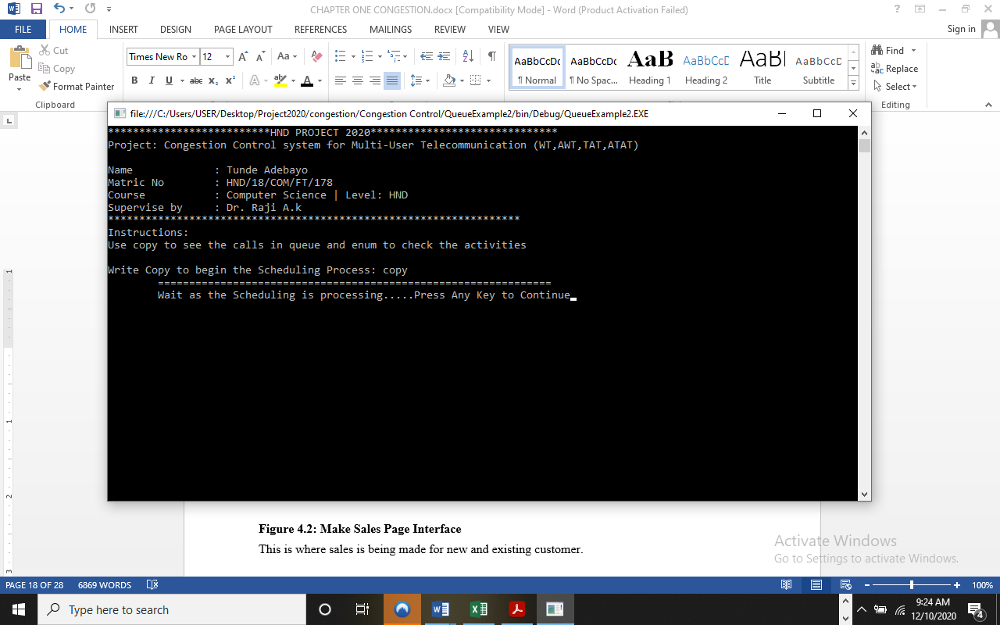 CHAPTER ONE CONGESTION.docx [Compatibility Mode] - Word (Product Activation Failed)
FILE HOME INSERT DESIGN PAGE LAYOUT REFERENCES MAILINGS REVIEW VIEW Sign in
Cut
Copy
Format Painter
Paste
Clipboard
Times New Ro 12
AaBbCcDc AaBbCcDc AaB AaBbCcD AaBl AaBbCcD
¶ Normal ¶ No Spac... Heading 1 Heading 2 Title Subtitle
Find
Replace
Select
Editing
file:///C:/Users/USER/Desktop/Project2020/congestion/Congestion Control/QueueExample2/bin/Debug/QueueExample2.EXE
**************************HND PROJECT 2020******************************
Project: Congestion Control system for Multi-User Telecommunication (WT,AWT,TAT,ATAT)
Name : Tunde Adebayo
Matric No : HND/18/COM/FT/178
Course : Computer Science | Level: HND
Supervise by : Dr. Raji A.k
******************************************************************
Instructions:
Use copy to see the calls in queue and enum to check the activities
Write Copy to begin the Scheduling Process: copy
===============================================================
Wait as the Scheduling is processing.....Press Any Key to Continue
Figure 4.2: Make Sales Page Interface
This is where sales is being made for new and existing customer.
Activate Windows
Go to Settings to activate Windows.
PAGE 18 OF 28 6869 WORDS 100%
Type here to search
9:24 AM
12/10/2020
4